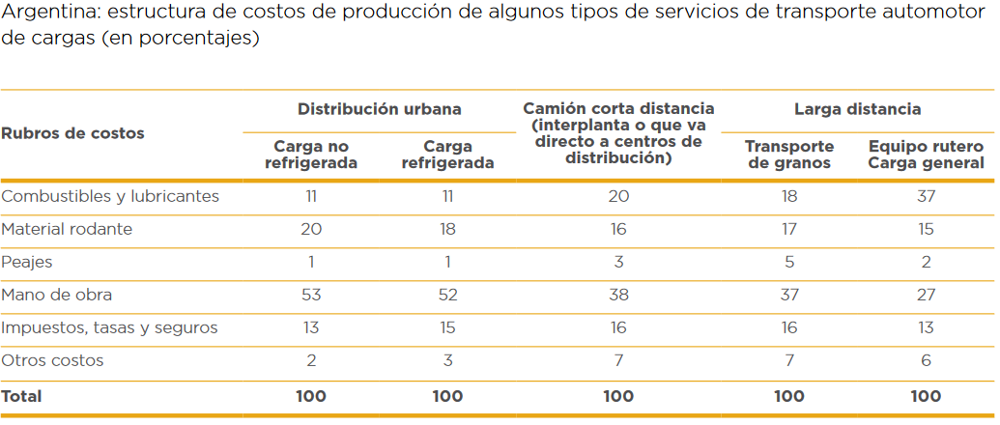 Argentina: estructura de costos de producción de algunos tipos de servicios de transporte automotor
de cargas (en porcentajes)
Rubros de costos
Distribución urbana
Camión corta distancia
(interplanta o que va
directo a centros de
distribución)
Larga distancia
Carga no
refrigerada
Carga
refrigerada
Transporte
de granos
Equipo rutero
Carga general
Combustibles y lubricantes 11 11 20 18 37
Material rodante 20 18 16 17 15
Peajes 1 1 3 5 2
Mano de obra 53 52 38 37 27
Impuestos, tasas y seguros 13 15 16 16 13
Otros costos 2 3 7 7 6
Total 100 100 100 100 100